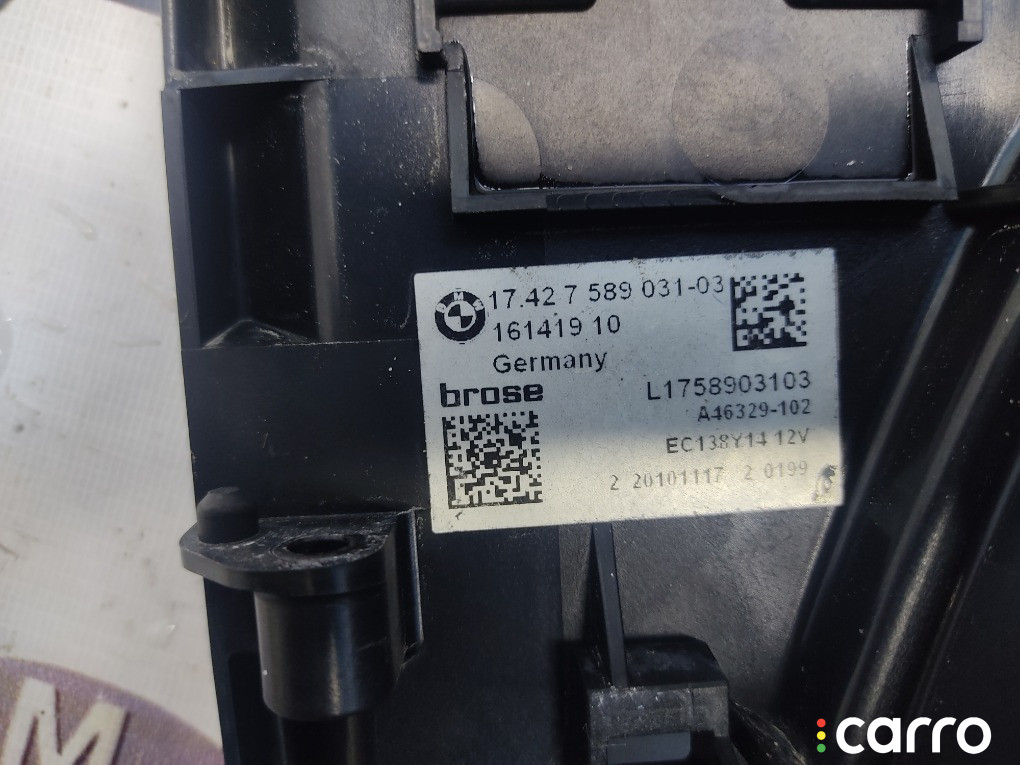 BMW
17.42 7 589 031-03
161419 10
Germany
brose
L1758903103
A46329-102
EC138Y14 12V
2 20101117 2 0199
M
carro